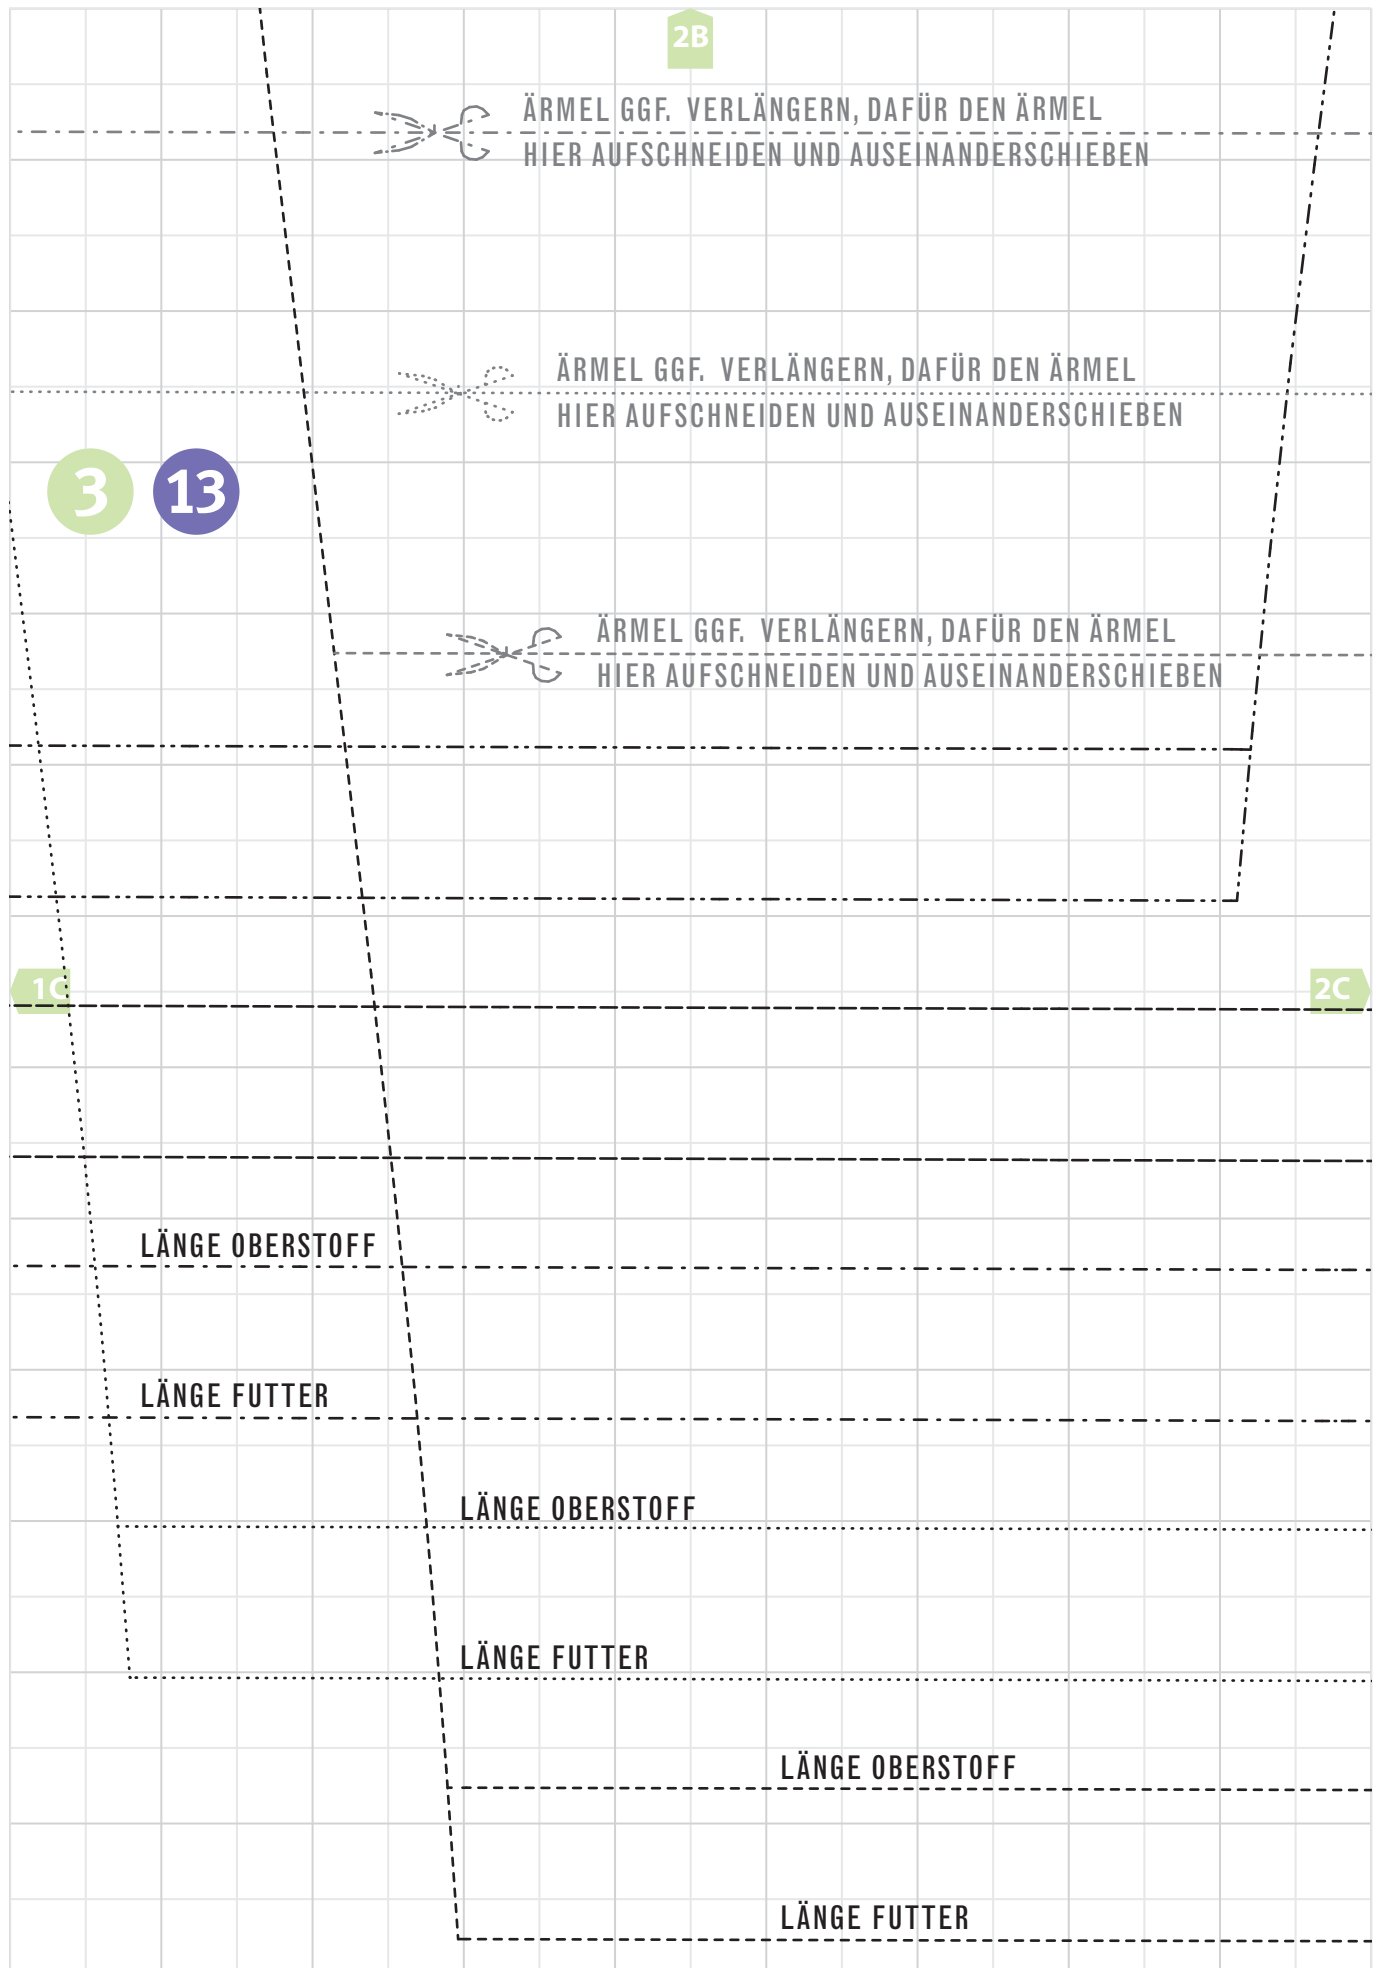 2B
ÄRMEL GGF. VERLÄNGERN, DAFÜR DEN ÄRMEL
HIER AUFSCHNEIDEN UND AUSEINANDERSCHIEBEN
ÄRMEL GGF. VERLÄNGERN, DAFÜR DEN ÄRMEL
HIER AUFSCHNEIDEN UND AUSEINANDERSCHIEBEN
3 13
ÄRMEL GGF. VERLÄNGERN, DAFÜR DEN ÄRMEL
HIER AUFSCHNEIDEN UND AUSEINANDERSCHIEBEN
1C 2C
LÄNGE OBERSTOFF
LÄNGE FUTTER
LÄNGE OBERSTOFF
LÄNGE FUTTER
LÄNGE OBERSTOFF
LÄNGE FUTTER